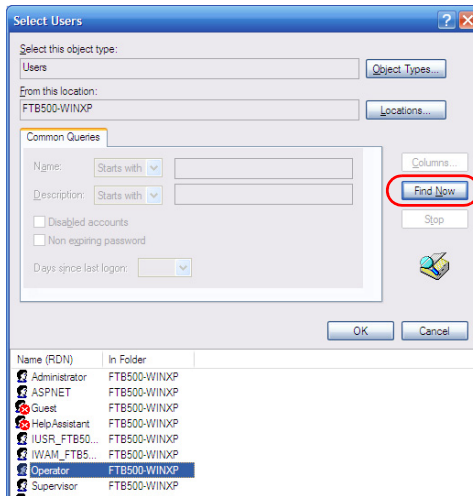 Select Users
Select this object type:
Users
Object Types...
From this location:
FTB500-WINXP
Locations...
Common Queries
Name:
Starts with
Columns...
Description:
Starts with
Find Now
Disabled accounts
Stop
Non expiring password
Days since last logon:
OK
Cancel
Name (RDN)
In Folder
Administrator FTB500-WINXP
ASPNET FTB500-WINXP
Guest FTB500-WINXP
HelpAssistant FTB500-WINXP
IUSR_FTB50... FTB500-WINXP
IWAM_FTB5... FTB500-WINXP
Operator FTB500-WINXP
Supervisor FTB500-WINXP